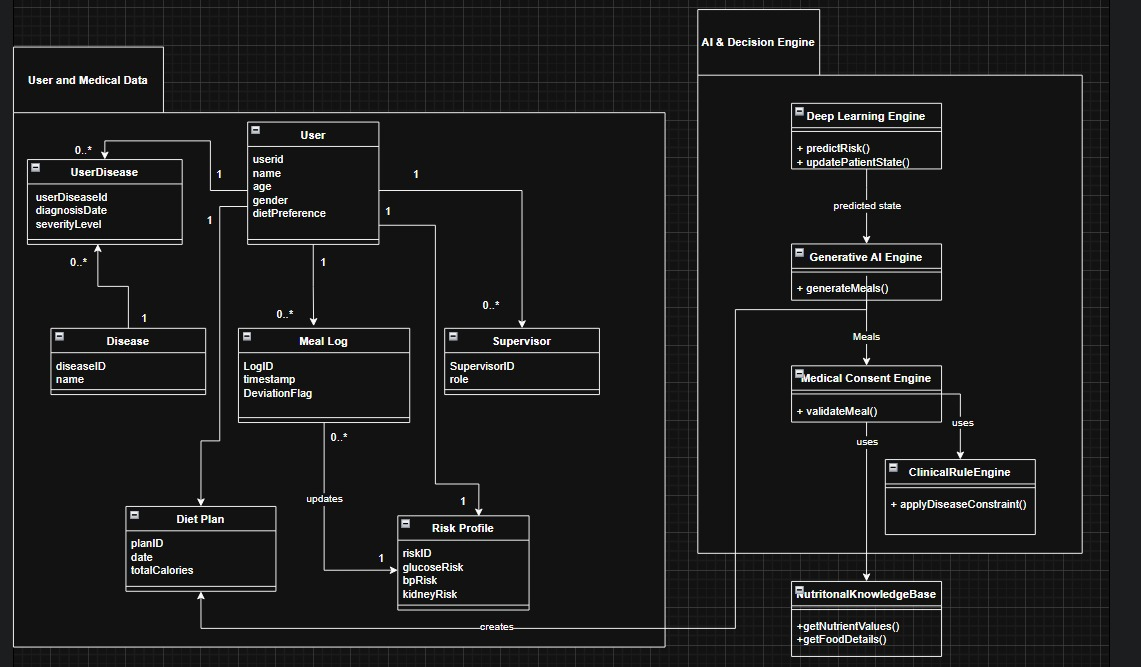 AI & Decision Engine
User and Medical Data
Deep Learning Engine
+ predictRisk()
+ updatePatientState()
predicted state
Generative AI Engine
+ generateMeals()
Meals
Medical Consent Engine
+ validateMeal()
uses
uses
ClinicalRuleEngine
+ applyDiseaseConstraint()
NutritonalKnowledgeBase
+getNutrientValues()
+getFoodDetails()
User
userid
name
age
gender
dietPreference
0..*
1
1
1
1
UserDisease
userDiseaseId
diagnosisDate
severityLevel
0..*
1
1
0..*
0..*
Disease
diseaseID
name
Meal Log
LogID
timestamp
DeviationFlag
Supervisor
SupervisorID
role
0..*
updates
1
1
Diet Plan
planID
date
totalCalories
Risk Profile
riskID
glucoseRisk
bpRisk
kidneyRisk
creates